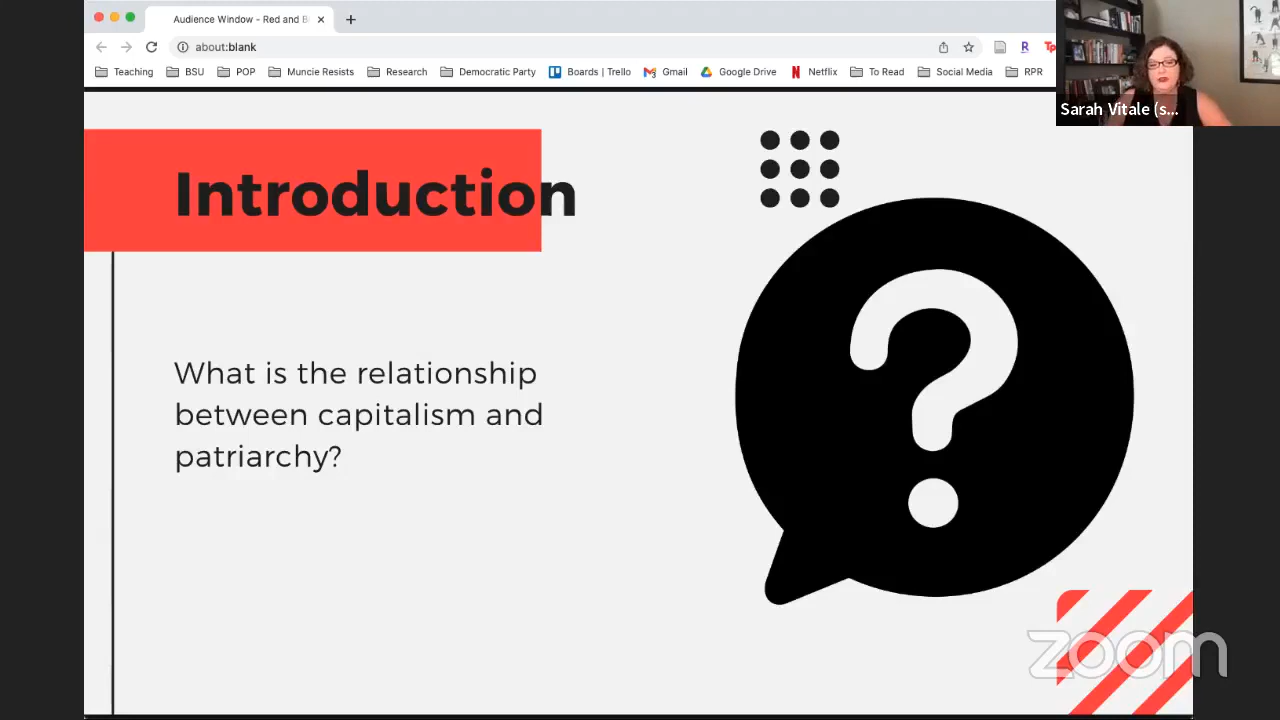 Audience Window - Red and B
about:blank
Teaching BSU POP Muncie Resists Research Democratic Party Boards | Trello Gmail Google Drive Netflix To Read Social Media RPR
R
Tp
Sarah Vitale (s...
Introduction
What is the relationship
between capitalism and
patriarchy?
?
zoom